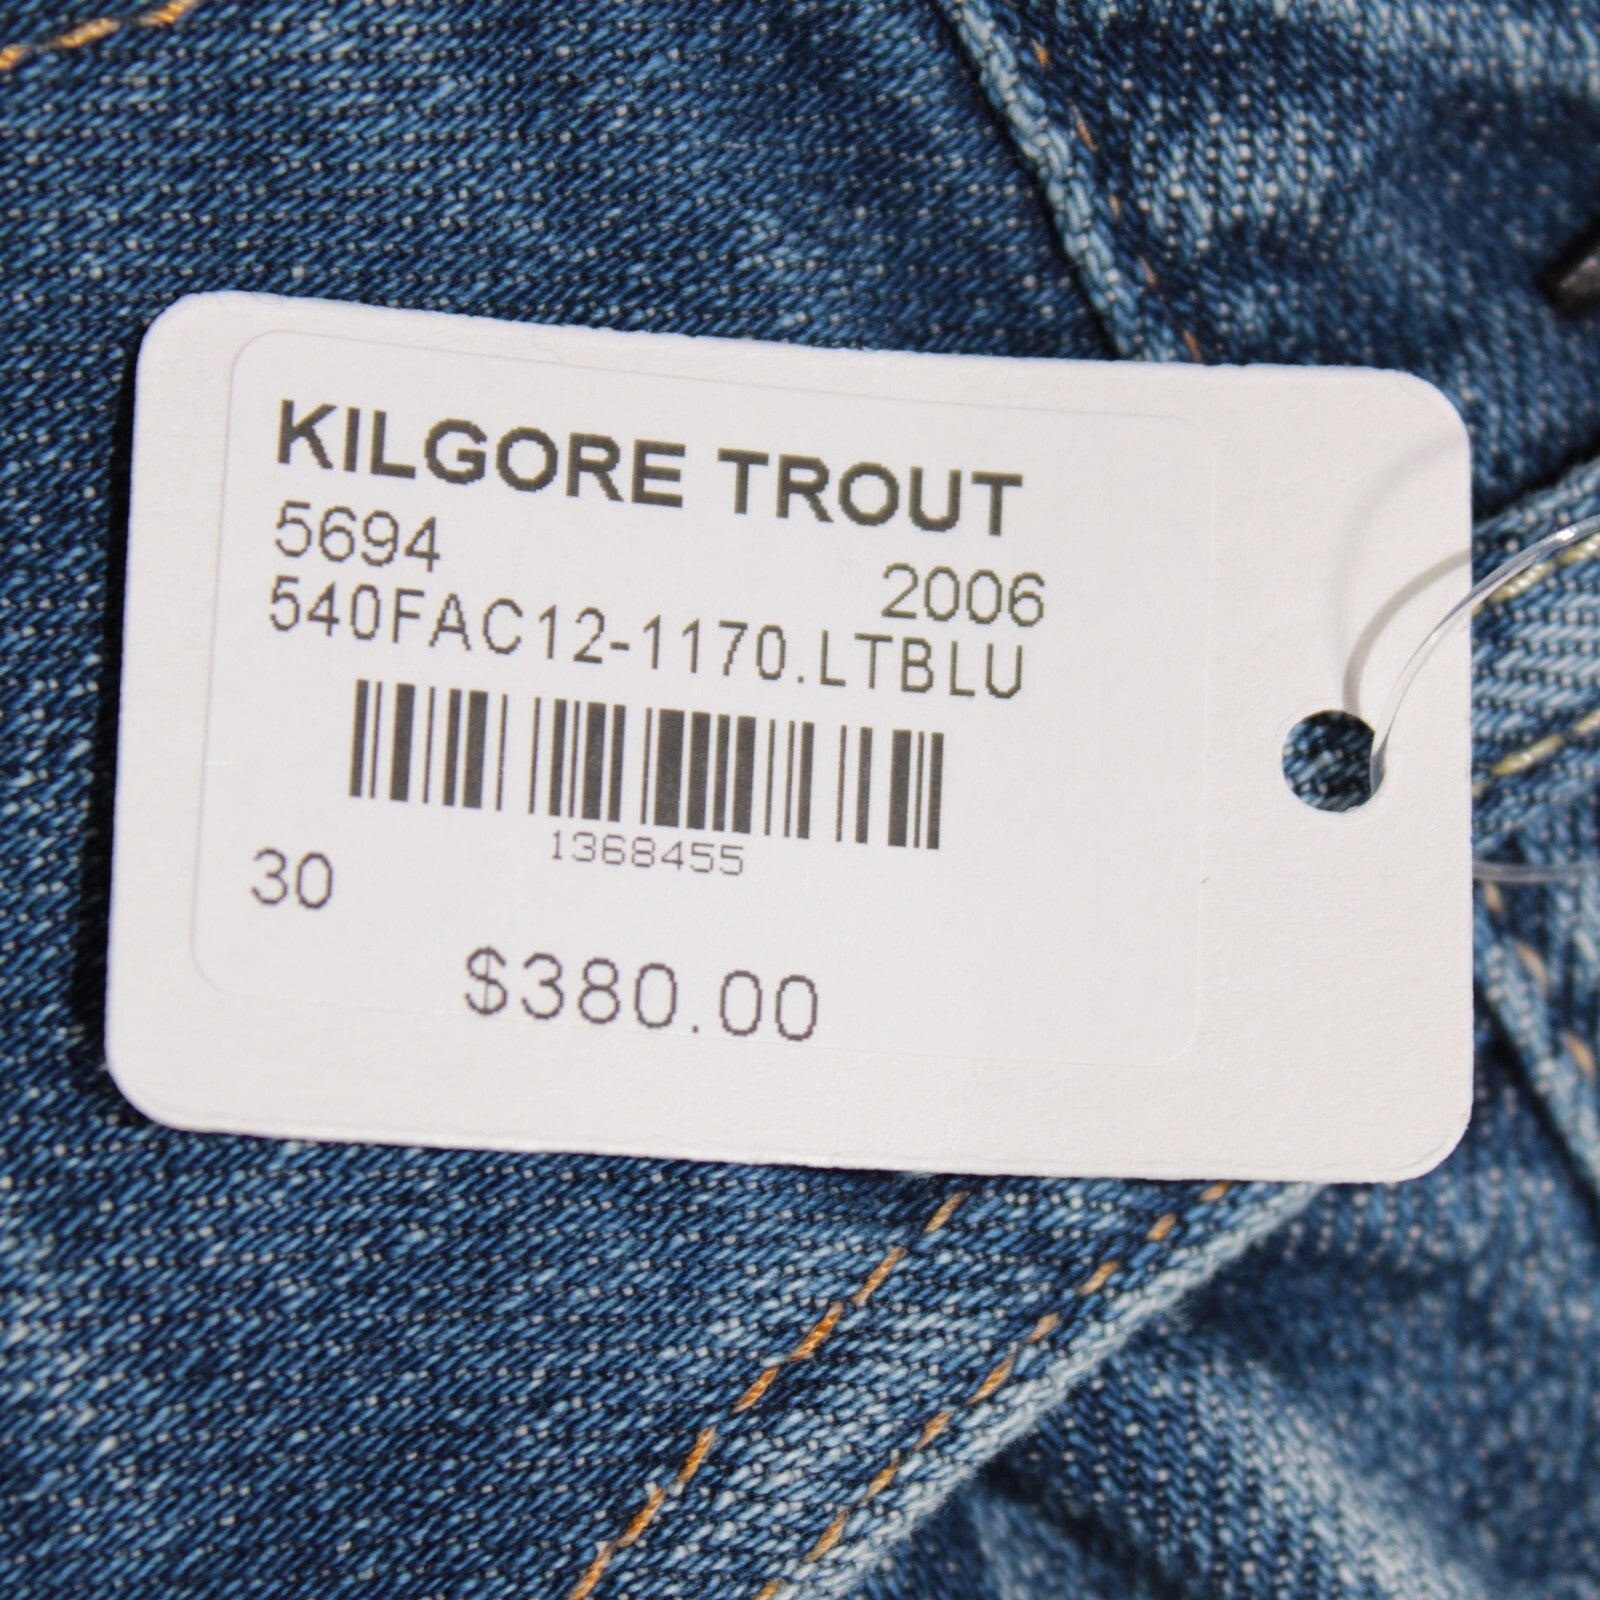 KILGORE TROUT
5694
2006
540FAC12-1170.LTBLU
1368455
30
$380.00